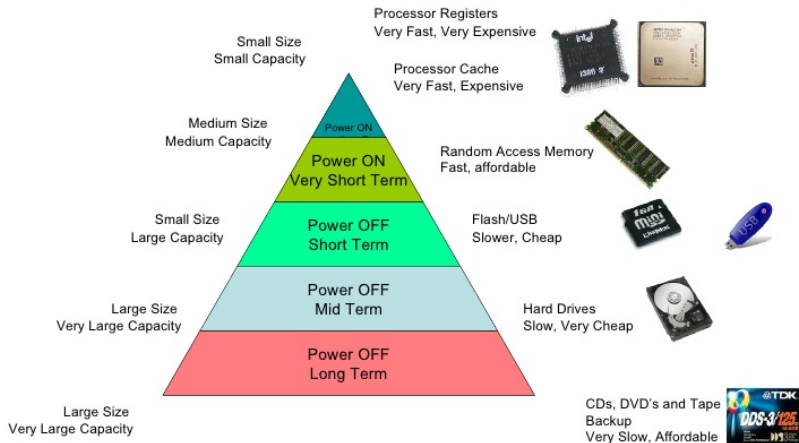 Processor Registers
Very Fast, Very Expensive
Small Size
Small Capacity
Processor Cache
Very Fast, Expensive
intel
Power ON
Medium Size
Medium Capacity
Power ON
Very Short Term
Random Access Memory
Fast, affordable
Small Size
Large Capacity
Power OFF
Short Term
Flash/USB
Slower, Cheap
mini
USB
Large Size
Very Large Capacity
Power OFF
Mid Term
Hard Drives
Slow, Very Cheap
Power OFF
Long Term
Large Size
Very Large Capacity
CDs, DVD's and Tape
Backup
Very Slow, Affordable
TDK
DDS-3/125